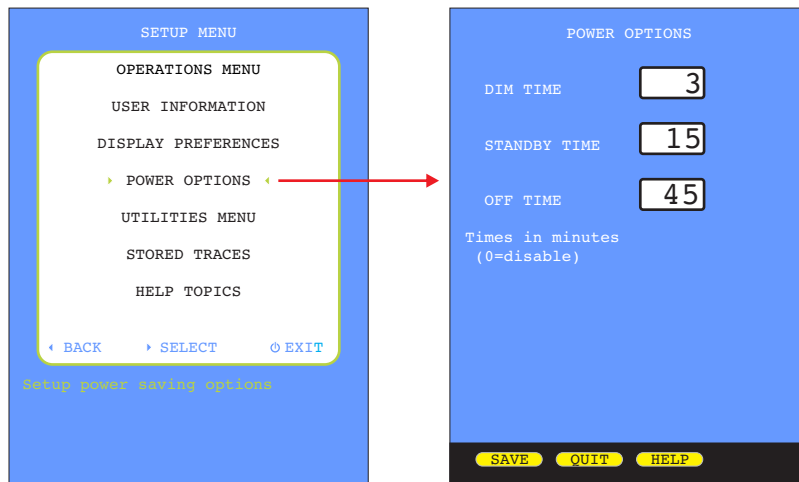 SETUP MENU
OPERATIONS MENU
USER INFORMATION
DISPLAY PREFERENCES
POWER OPTIONS
UTILITIES MENU
STORED TRACES
HELP TOPICS
BACK SELECT EXIT
Setup power saving options
POWER OPTIONS
DIM TIME 3
STANDBY TIME 15
OFF TIME 45
Times in minutes
(0=disable)
SAVE QUIT HELP